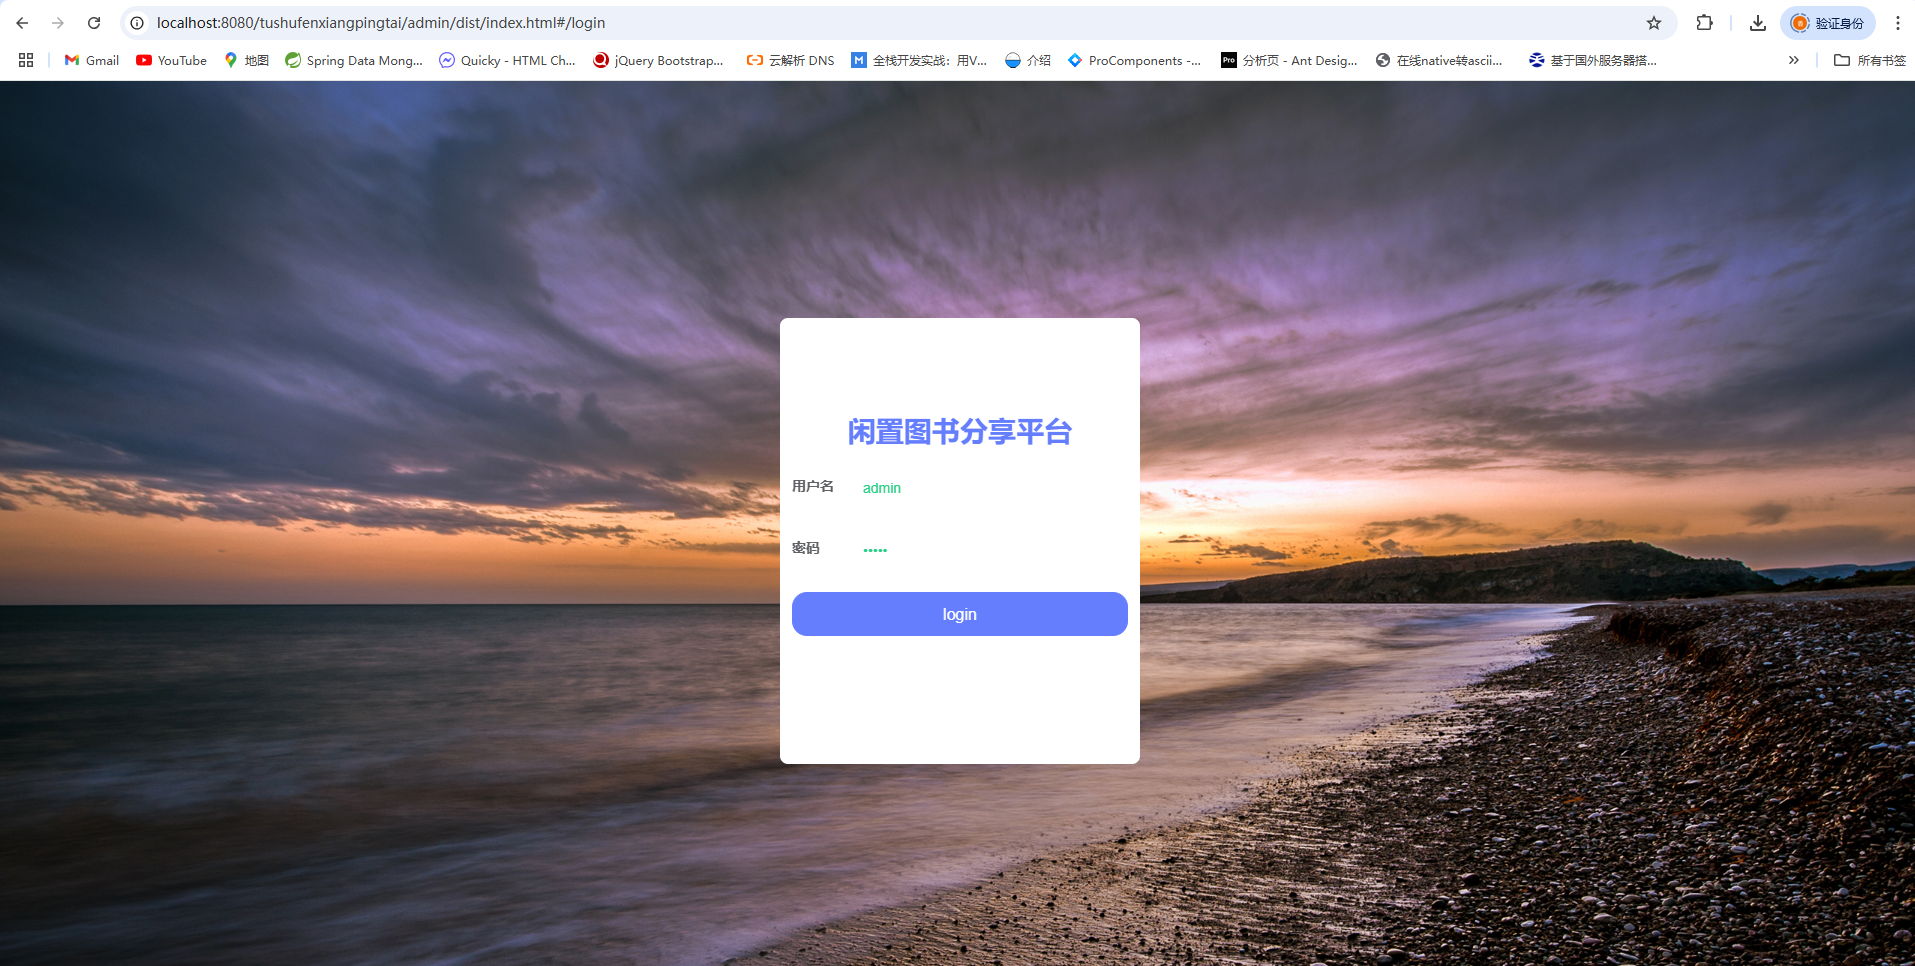 localhost:8080/tushufenxiangpingtai/admin/dist/index.html#/login
验证身份
Gmail
YouTube
地图
Spring Data Mong...
Quicky - HTML Ch...
jQuery Bootstrap...
云解析 DNS
全栈开发实战：用V...
介绍
ProComponents -...
Pro
分析页 - Ant Desig...
在线native转ascii...
基于国外服务器搭...
所有书签
闲置图书分享平台
用户名 admin
密码 •••••
login